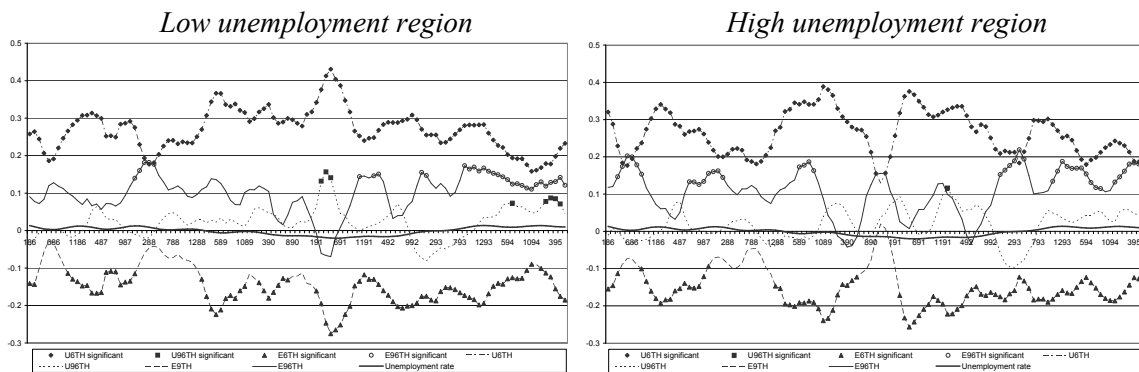 Low unemployment region
0.5
0.4
0.3
0.2
0.1
0
186 686 1186 487 987 288 788 1288 589 1089 390 890 191 691 1191 492 992 293 793 1293 594 1094 395
-0.1
-0.2
-0.3
U6TH significant U96TH significant E6TH significant E96TH significant U6TH
U96TH E9TH E96TH Unemployment rate
High unemployment region
0.5
0.4
0.3
0.2
0.1
0
186 686 1186 487 987 288 788 1288 589 1089 390 890 191 691 1191 492 992 293 793 1293 594 1094 395
-0.1
-0.2
-0.3
U6TH significant U96TH significant E6TH significant E96TH significant U6TH
U96TH E9TH E96TH Unemployment rate